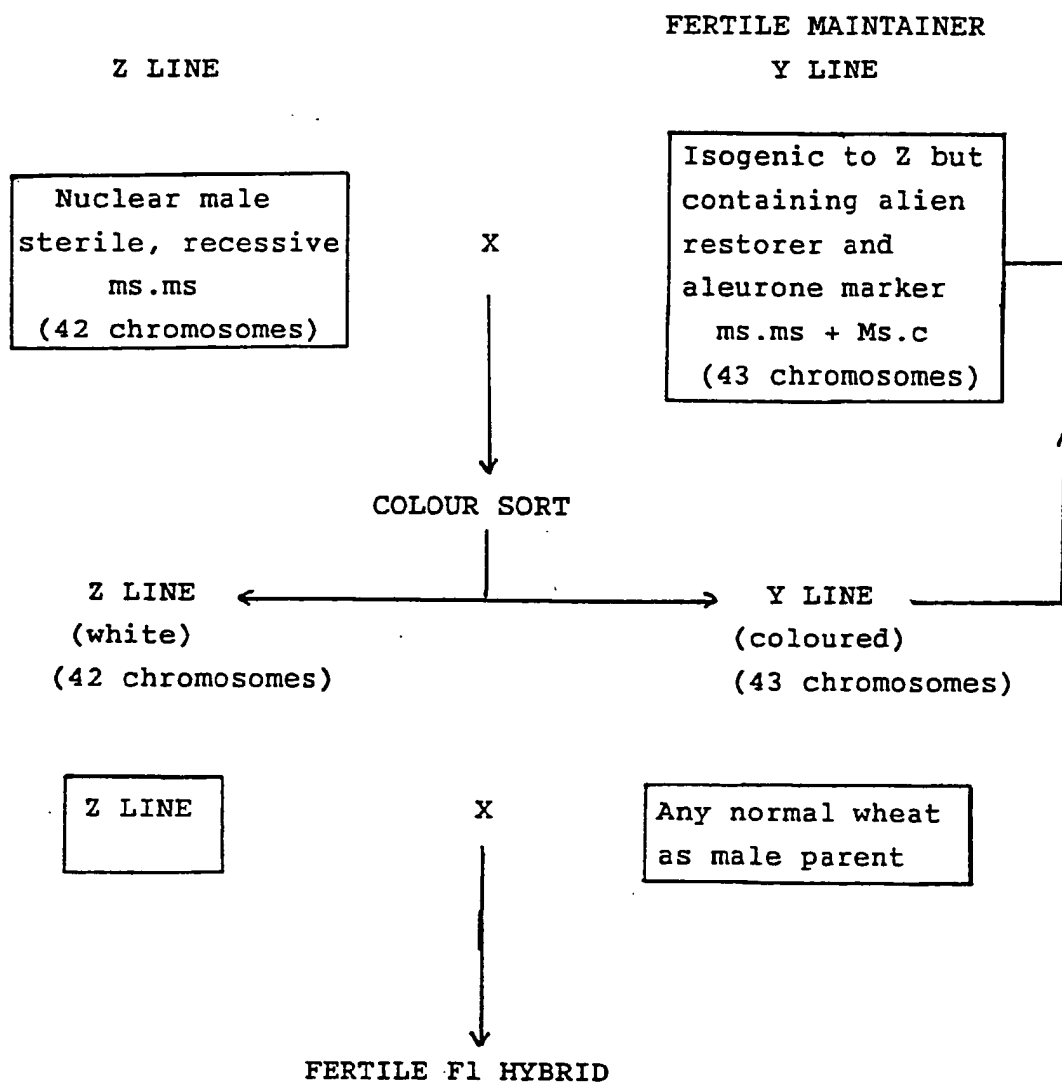 Z LINE
FERTILE MAINTAINER
Y LINE
Nuclear male
sterile, recessive
ms.ms
(42 chromosomes)
X
Isogenic to Z but
containing alien
restorer and
aleurone marker
ms.ms + Ms.c
(43 chromosomes)
COLOUR SORT
Z LINE
(white)
(42 chromosomes)
Y LINE
(coloured)
(43 chromosomes)
Z LINE
X
Any normal wheat
as male parent
FERTILE F1 HYBRID